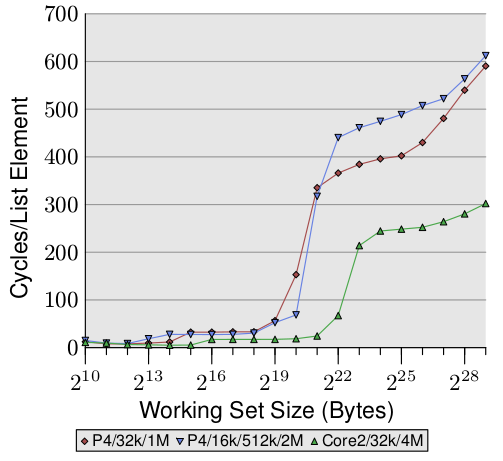 700
600
500
400
300
200
100
0
Cycles/List Element
2^10 2^13 2^16 2^19 2^22 2^25 2^28
Working Set Size (Bytes)
P4/32k/1M P4/16k/512k/2M Core2/32k/4M